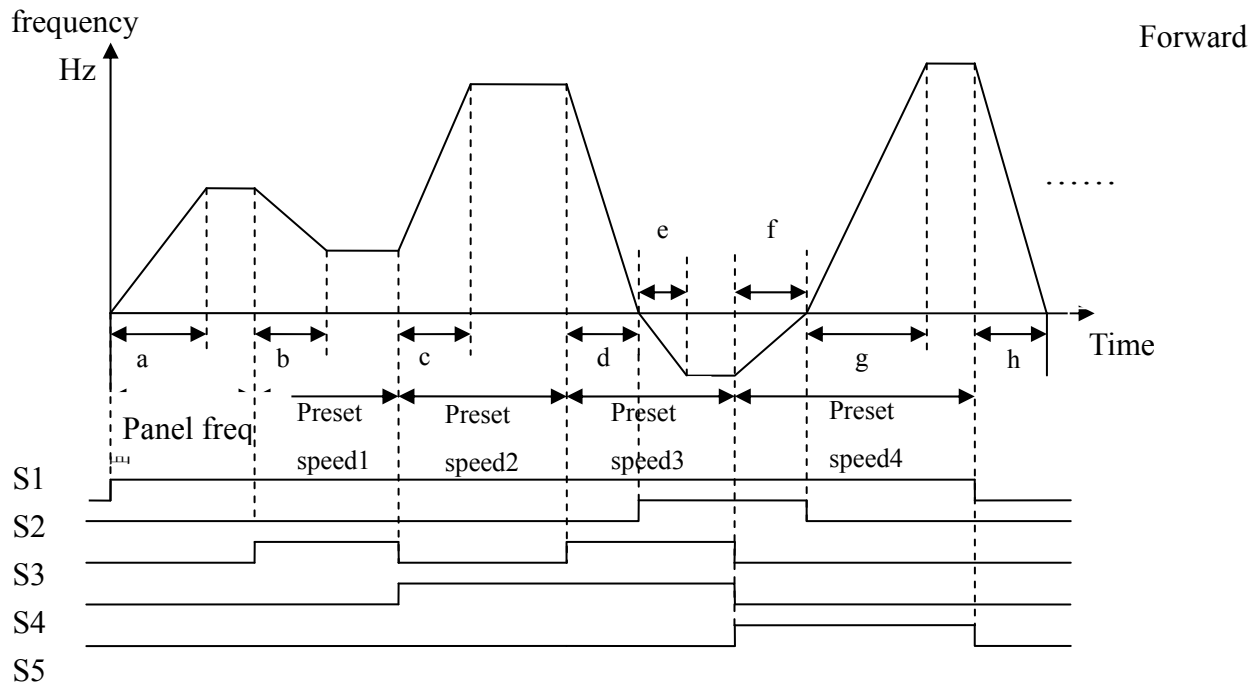 frequency
Forward
Hz
e f
Time
a b c d g h
Preset Preset Preset Preset
Panel freq
speed1 speed2 speed3 speed4
S1
S2
S3
S4
S5